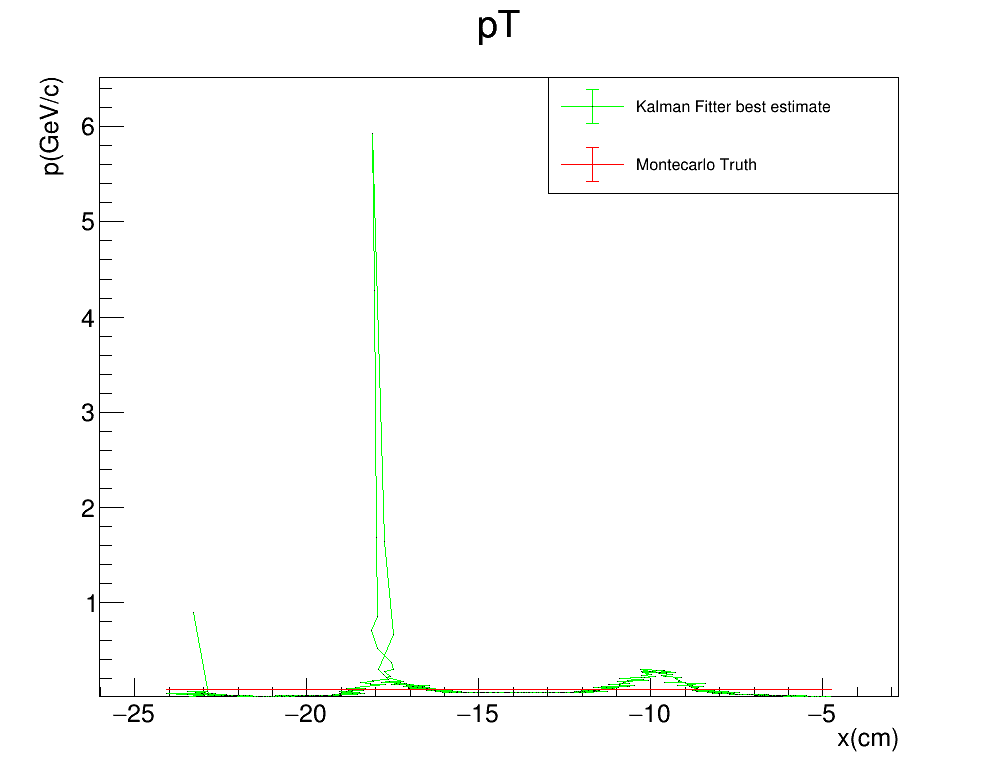 pT
p(GeV/c)
Kalman Fitter best estimate
Montecarlo Truth
6
5
4
3
2
1
−25 −20 −15 −10 −5
x(cm)